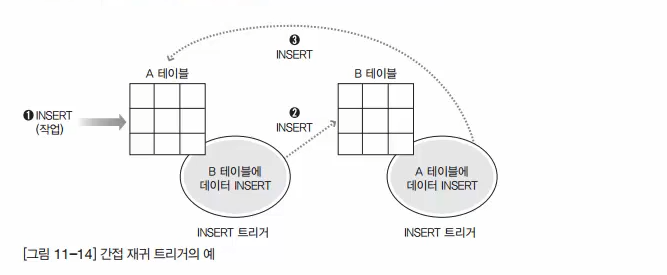 ❸
INSERT
A 테이블
B 테이블
❶ INSERT
(작업)
❷
INSERT
B 테이블에
데이터 INSERT
A 테이블에
데이터 INSERT
INSERT 트리거
INSERT 트리거
[그림 11-14] 간접 재귀 트리거의 예